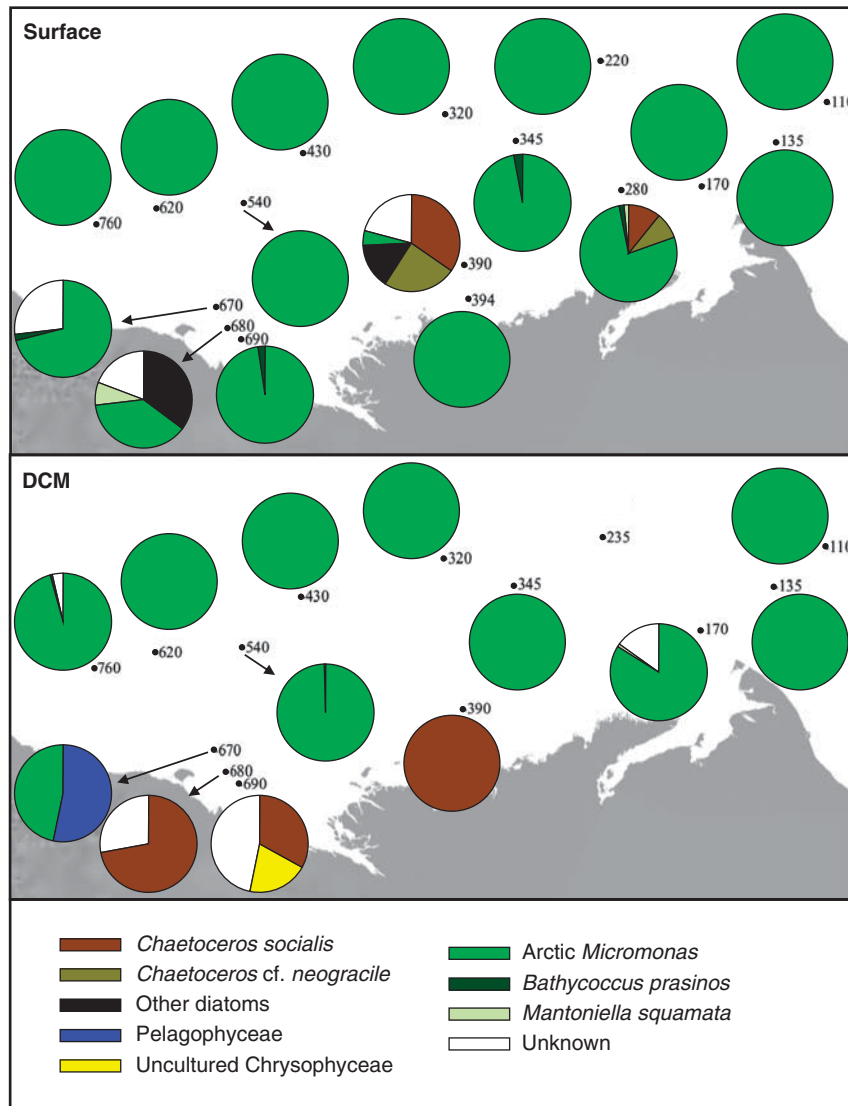 Surface
220
110
320
345
135
430
280
170
620
540
760
390
394
670
680
690
DCM
235
110
320
345
135
430
170
620
540
760
390
670
680
690
Chaetoceros socialis
Chaetoceros cf. neogracile
Other diatoms
Pelagophyceae
Uncultured Chrysophyceae
Arctic Micromonas
Bathycoccus prasinos
Mantoniella squamata
Unknown